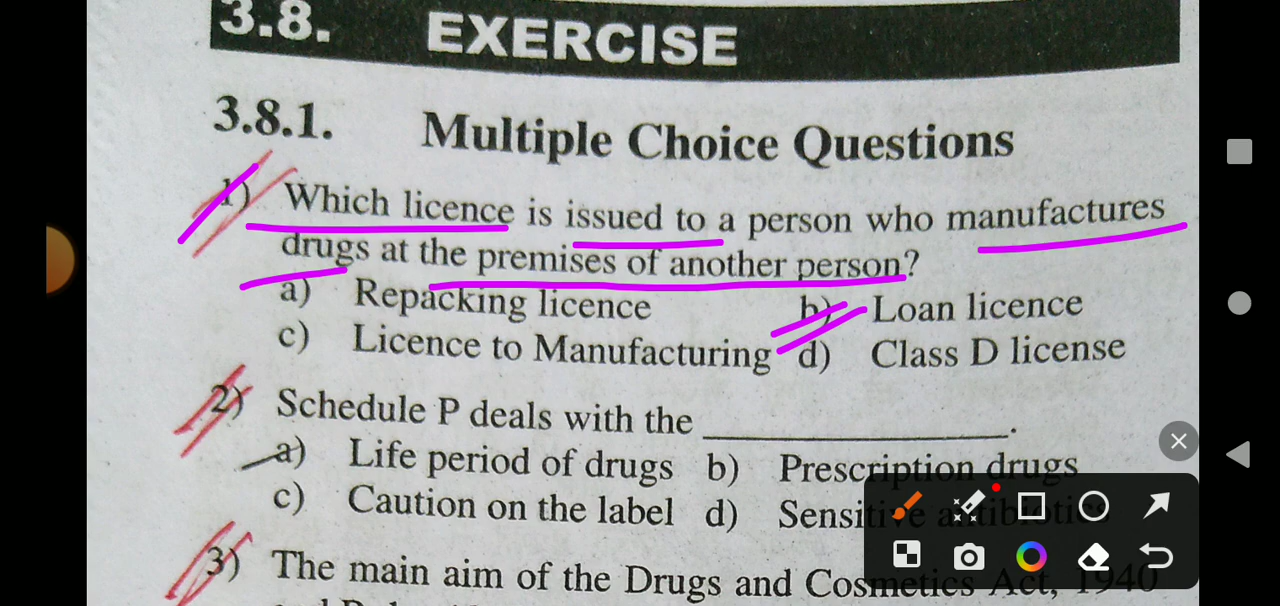 3.8. EXERCISE
3.8.1. Multiple Choice Questions
1) Which licence is issued to a person who manufactures
drugs at the premises of another person?
a) Repacking licence b) Loan licence
c) Licence to Manufacturing d) Class D license
2) Schedule P deals with the ____________.
a) Life period of drugs b) Prescription drugs
c) Caution on the label d) Sensitive antibiotics
3) The main aim of the Drugs and Cosmetics Act, 1940